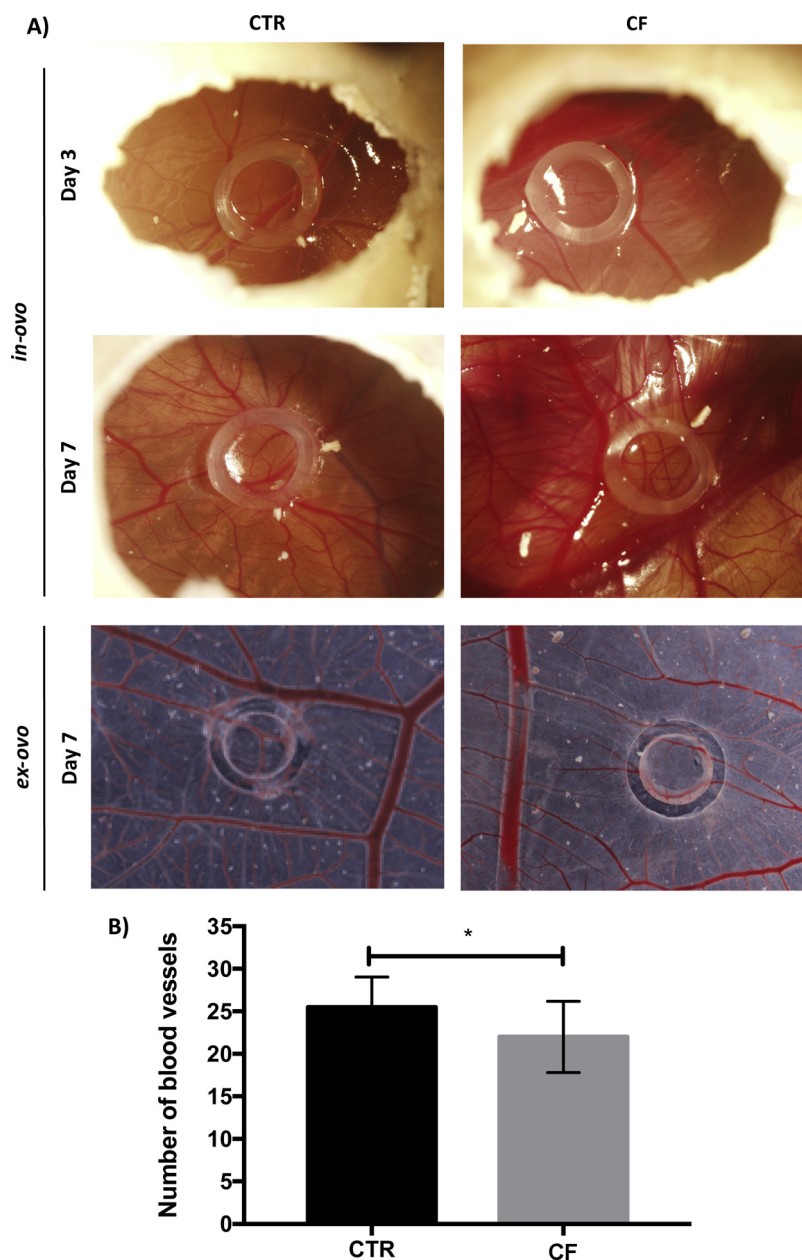 A)
CTR
CF
in-ovo
Day 3
Day 7
ex-ovo
Day 7
B)
Number of blood vessels
35
30
25
20
15
10
5
0
*
CTR
CF